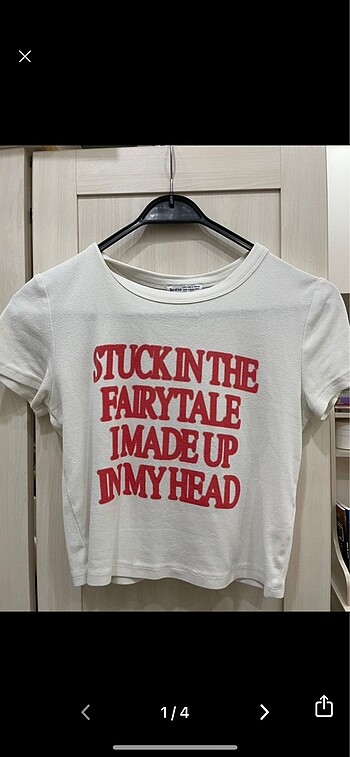 STUCK IN THE
FAIRYTALE
I MADE UP
IN MY HEAD
1/4